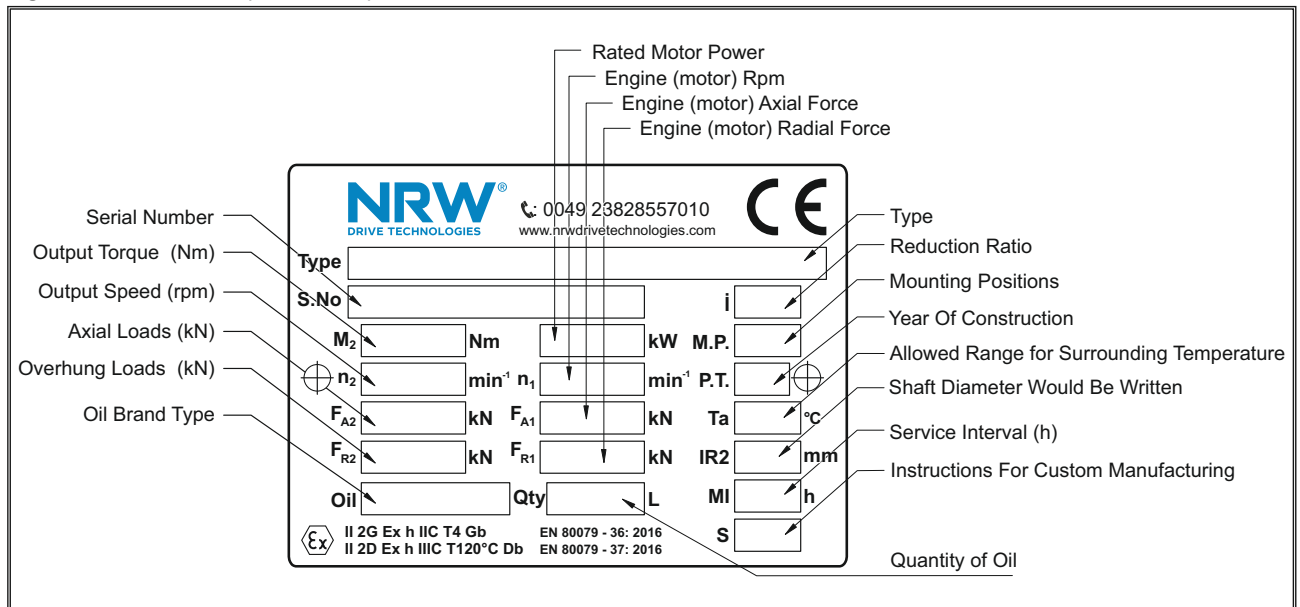 Rated Motor Power
Engine (motor) Rpm
Engine (motor) Axial Force
Engine (motor) Radial Force
NRW®
DRIVE TECHNOLOGIES
: 0049 23828557010
www.nrwdrivetechnologies.com
CE
Serial Number
Output Torque (Nm)
Output Speed (rpm)
Axial Loads (kN)
Overhung Loads (kN)
Oil Brand Type
Type
S.No
i
M2 Nm kW M.P.
n2 min-1 n1 min-1 P.T.
FA2 kN FA1 kN Ta °C
FR2 kN FR1 kN IR2 mm
Oil Qty L MI h
S
Ex
II 2G Ex h IIC T4 Gb EN 80079 - 36: 2016
II 2D Ex h IIIC T120°C Db EN 80079 - 37: 2016
Type
Reduction Ratio
Mounting Positions
Year Of Construction
Allowed Range for Surrounding Temperature
Shaft Diameter Would Be Written
Service Interval (h)
Instructions For Custom Manufacturing
Quantity of Oil